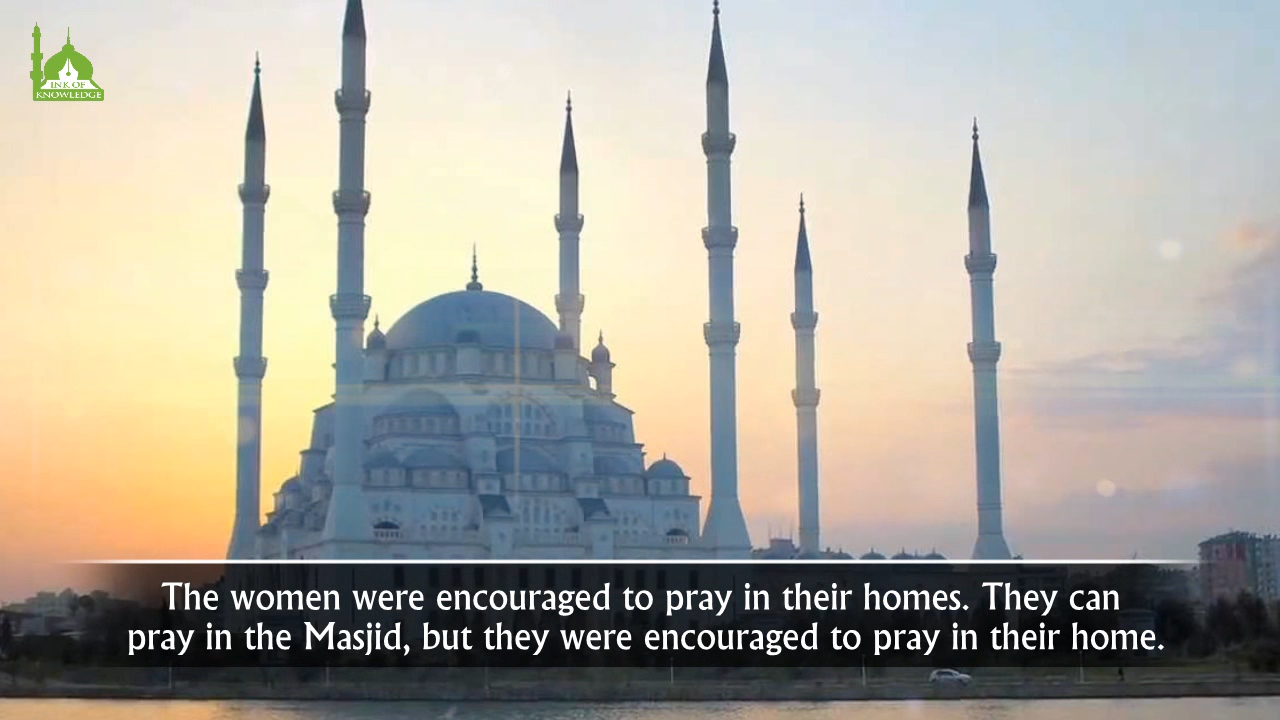 INK OF
KNOWLEDGE
The women were encouraged to pray in their homes. They can
pray in the Masjid, but they were encouraged to pray in their home.